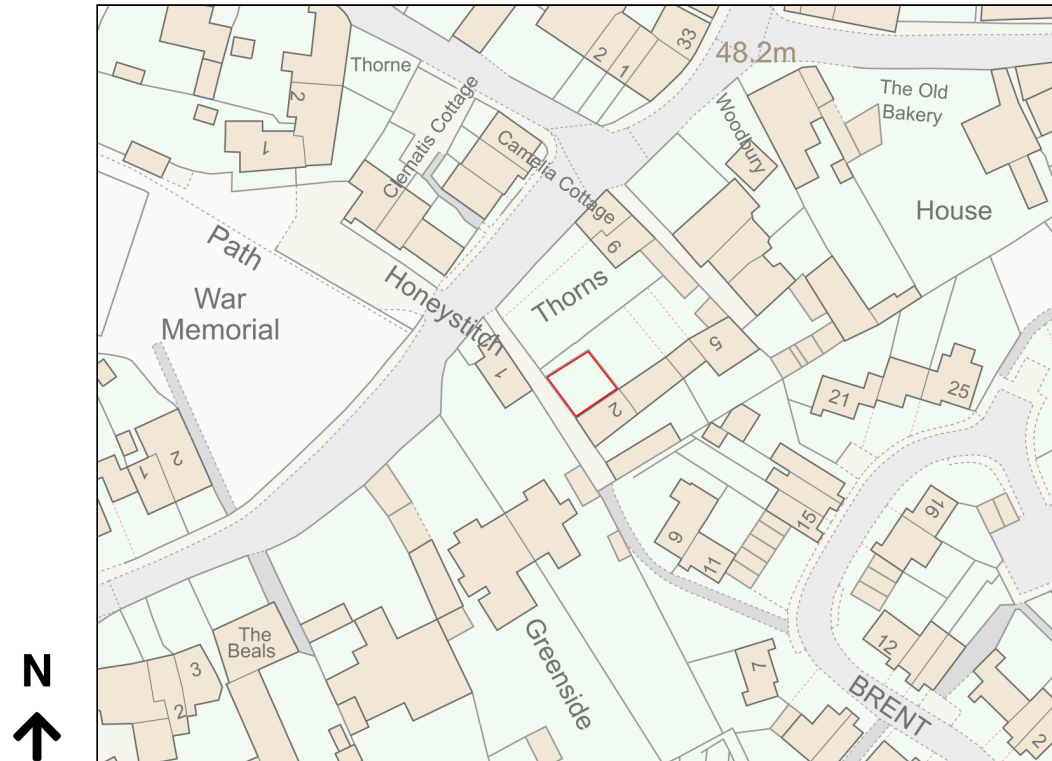 48.2m
33
2
1
Thorne
The Old
Bakery
Clematis Cottage
Woodbury
2
1
Camelia Cottage
House
6
Path
War
Memorial
Honeystitch
Thorns
5
1
2
21
25
2
1
9
11
15
16
The
Beals
3
2
Greenside
12
7
BRENT
2
N